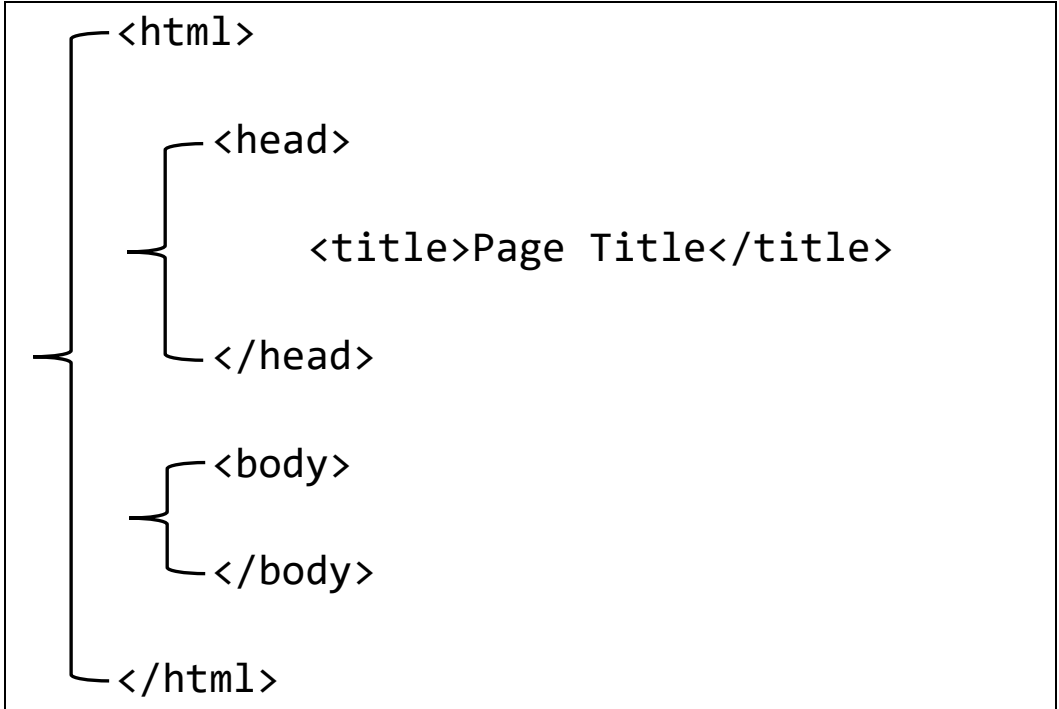 <html>
<head>
<title>Page Title</title>
</head>
<body>
</body>
</html>